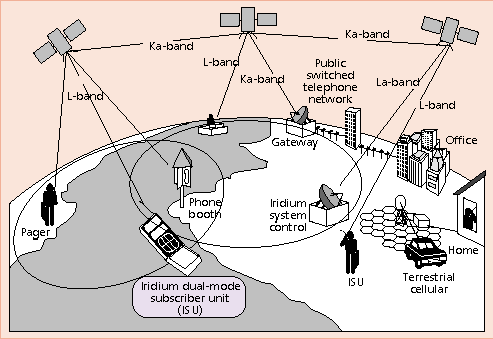 Ka-band
Ka-band
L-band
Ka-band
Public
switched
telephone
network
La-band
L-band
L-band
Gateway
Office
Phone
booth
Iridium
system
control
Pager
Home
ISU
Terrestrial
cellular
Iridium dual-mode
subscriber unit
(ISU)